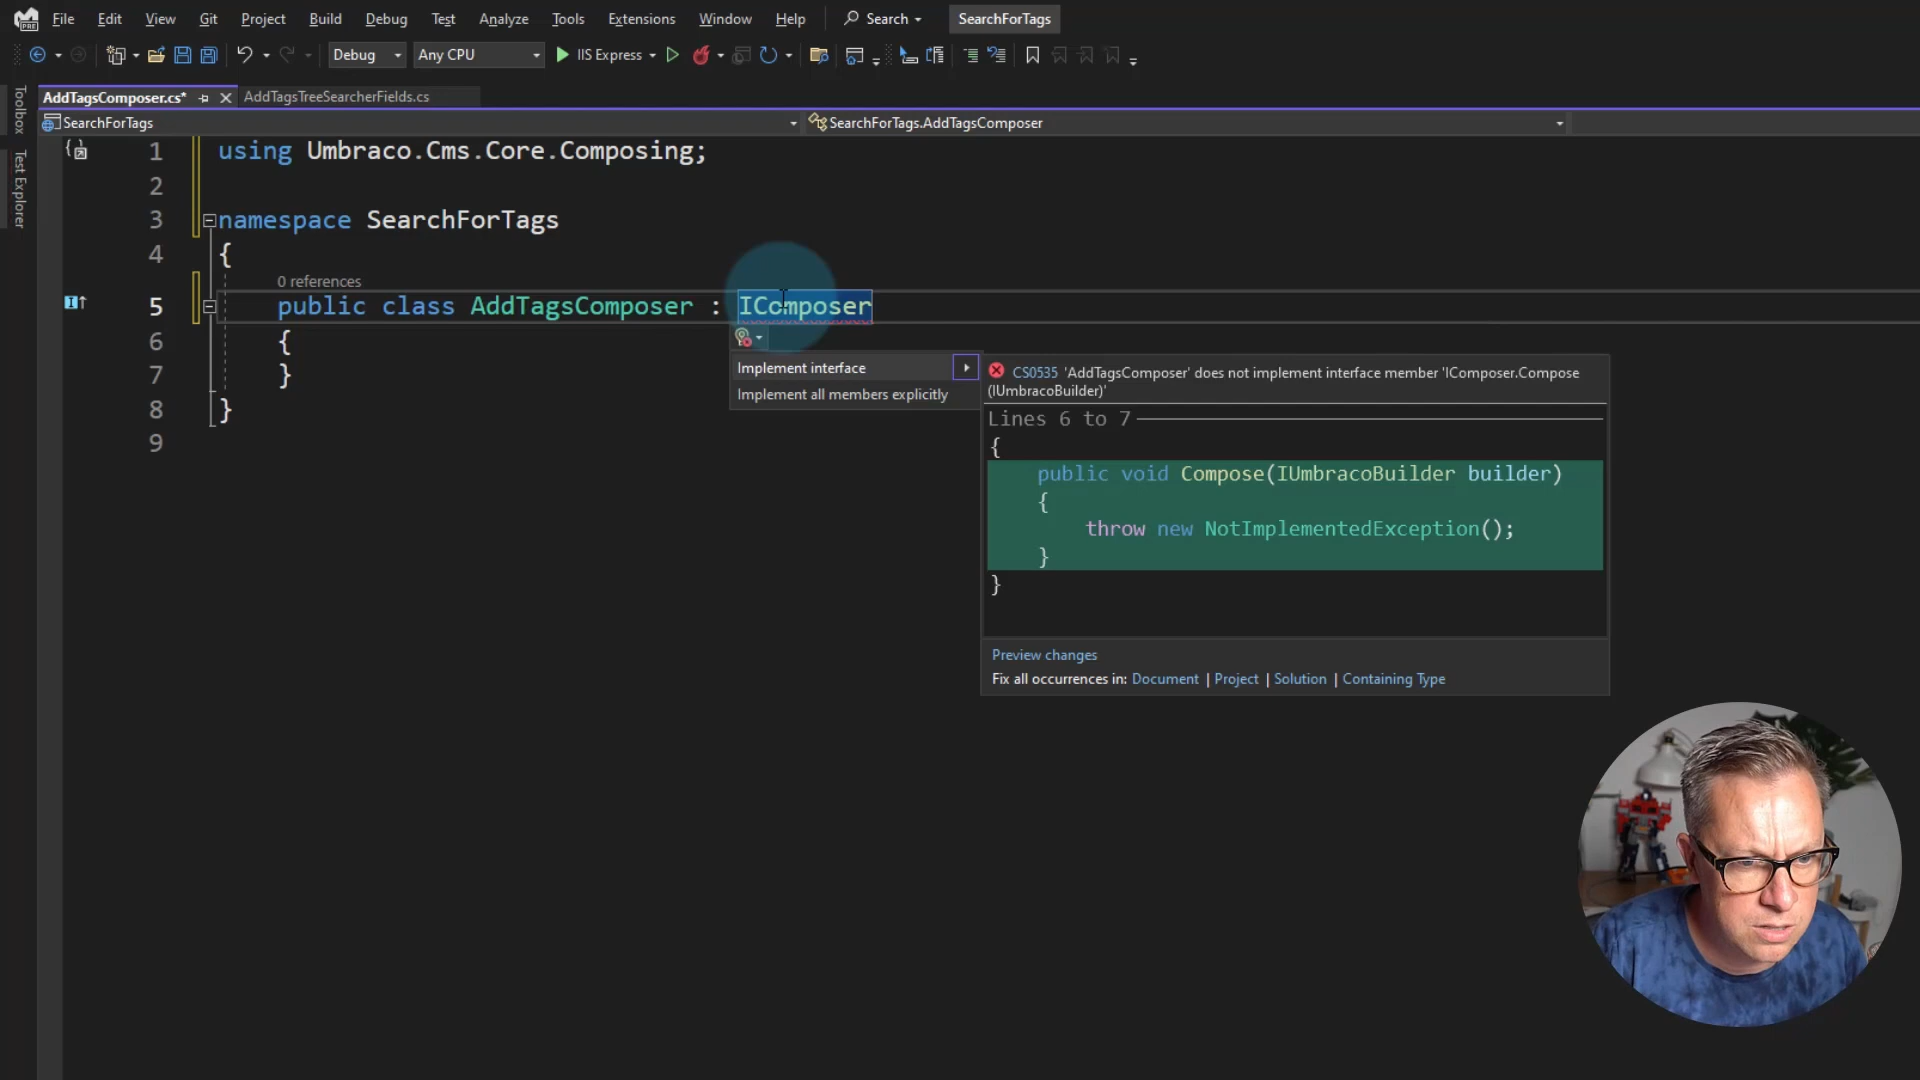 File Edit View Git Project Build Debug Test Analyze Tools Extensions Window Help Search SearchForTags
Debug Any CPU IIS Express
AddTagsComposer.cs* AddTagsTreeSearcherFields.cs
SearchForTags SearchForTags.AddTagsComposer
Toolbox
Test Explorer
1 using Umbraco.Cms.Core.Composing;
2
3 namespace SearchForTags
4 {
0 references
5 public class AddTagsComposer : IComposer
6 {
7 }
8 }
9
Implement interface
Implement all members explicitly
CS0535 'AddTagsComposer' does not implement interface member 'IComposer.Compose
(IUmbracoBuilder)'
Lines 6 to 7
{
public void Compose(IUmbracoBuilder builder)
{
throw new NotImplementedException();
}
}
Preview changes
Fix all occurrences in: Document | Project | Solution | Containing Type